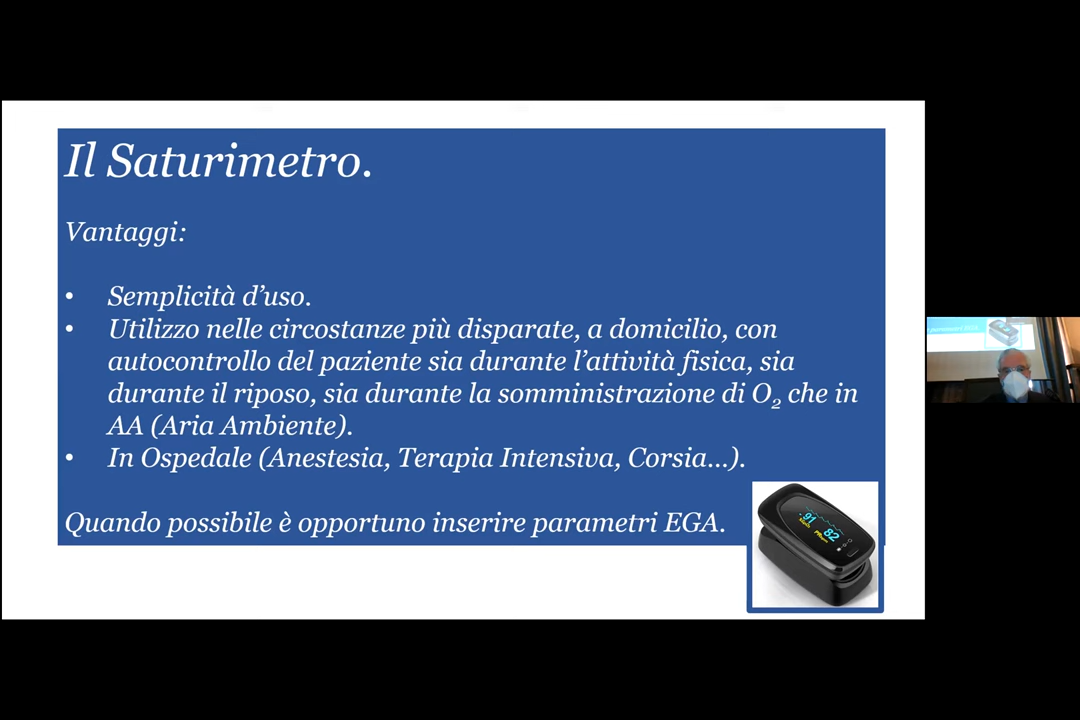 Il Saturimetro.
Vantaggi:
• Semplicità d'uso.
• Utilizzo nelle circostanze più disparate, a domicilio, con
autocontrollo del paziente sia durante l'attività fisica, sia
durante il riposo, sia durante la somministrazione di O₂ che in
AA (Aria Ambiente).
• In Ospedale (Anestesia, Terapia Intensiva, Corsia...).
Quando possibile è opportuno inserire parametri EGA.
91
82